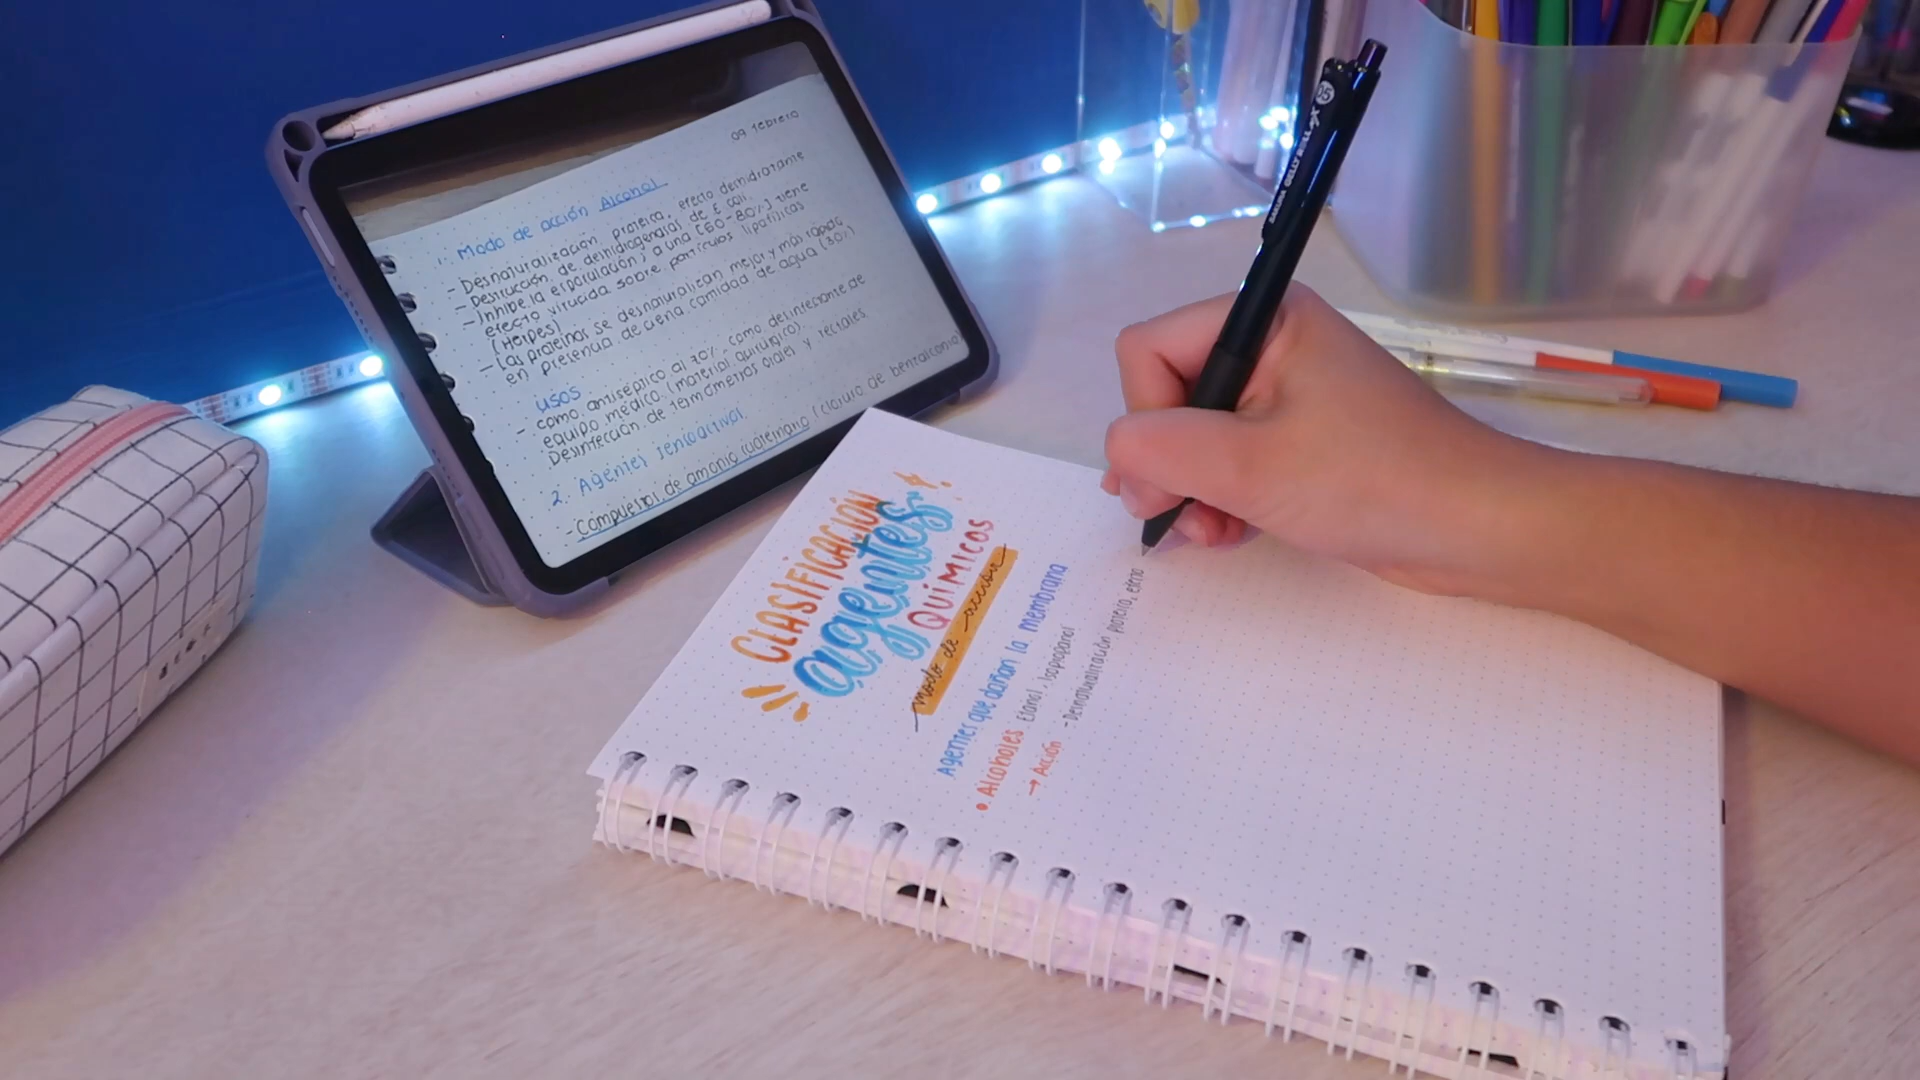 09 febrero
1. Modo de acción Alcohol
- Desnaturalización proteica, efecto deshidratante
- Destrucción de deshidrogenasas de E coli.
- Inhibe la esporulación, a una [60-80%] tiene
efecto virucida sobre partículas lipofílicas
(Herpes)
- Las proteínas se desnaturalizan mejor y más rápido
en presencia de cierta cantidad de agua (30%)
USOS
- como antiséptico al 70%, como desinfectante de
equipo médico. (material quirúrgico).
Desinfección de termómetros orales y rectales.
2. Agentes tensoactivos
- Compuestos de amonio cuaternario (cloruro de benzalconio)
CLASIFICACIÓN
agentes
QUÍMICOS
modo de acción
Agentes que dañan la membrana
• Alcoholes Etanol, Isopropanol
→ Acción - Desnaturalización proteica, efecto
SAKURA GELLY ROLL 05